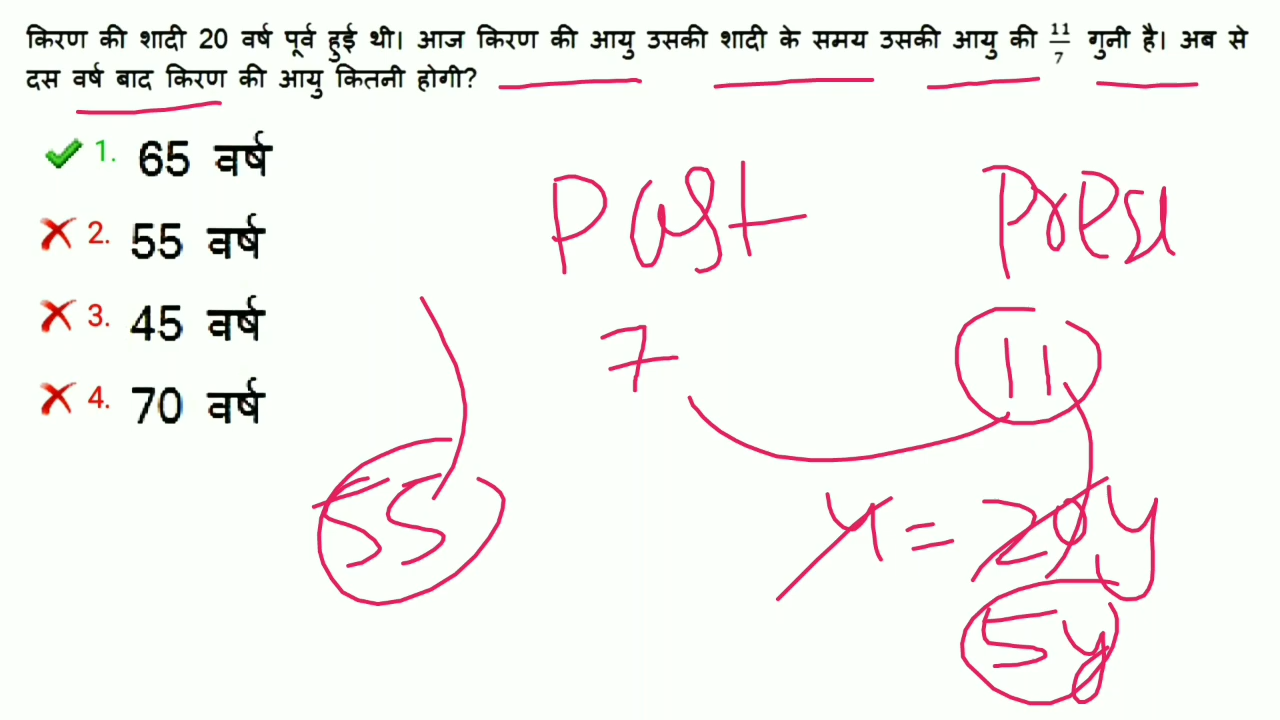 किरण की शादी 20 वर्ष पूर्व हुई थी। आज किरण की आयु उसकी शादी के समय उसकी आयु की 11/7 गुनी है। अब से
दस वर्ष बाद किरण की आयु कितनी होगी?
1. 65 वर्ष
2. 55 वर्ष
3. 45 वर्ष
4. 70 वर्ष
Past Prese
7 11
55 4 = 20y
5y